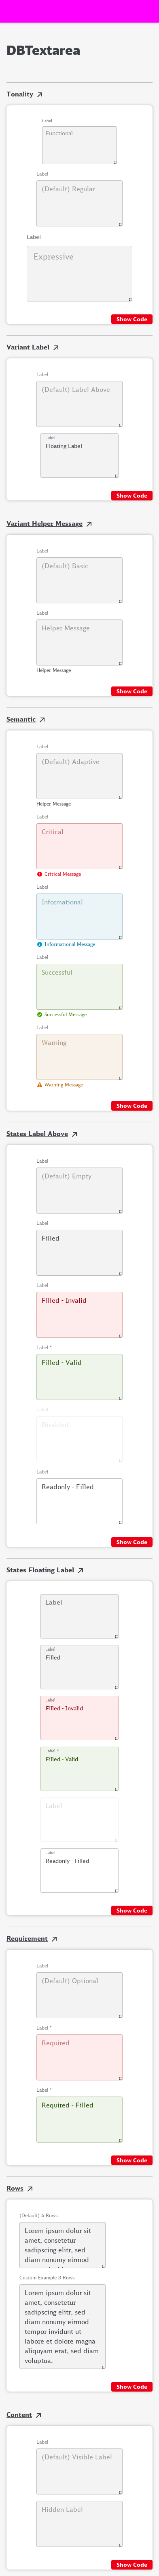 DBTextarea
Tonality
Label
Functional
Label
(Default) Regular
Label
Expressive
Show Code
Variant Label
Label
(Default) Label Above
Label
Floating Label
Show Code
Variant Helper Message
Label
(Default) Basic
Label
Helper Message
Helper Message
Show Code
Semantic
Label
(Default) Adaptive
Helper Message
Label
Critical
Critical Message
Label
Informational
Informational Message
Label
Successful
Successful Message
Label
Warning
Warning Message
Show Code
States Label Above
Label
(Default) Empty
Label
Filled
Label
Filled - Invalid
Label *
Filled - Valid
Label
Disabled
Label
Readonly - Filled
Show Code
States Floating Label
Label
Label
Filled
Label
Filled - Invalid
Label *
Filled - Valid
Label
Label
Readonly - Filled
Show Code
Requirement
Label
(Default) Optional
Label *
Required
Label *
Required - Filled
Show Code
Rows
(Default) 4 Rows
Lorem ipsum dolor sit
amet, consetetur
sadipscing elitr, sed
diam nonumy eirmod
Custom Example 8 Rows
Lorem ipsum dolor sit
amet, consetetur
sadipscing elitr, sed
diam nonumy eirmod
tempor invidunt ut
labore et dolore magna
aliquyam erat, sed diam
voluptua.
Show Code
Content
Label
(Default) Visible Label
Hidden Label
Show Code